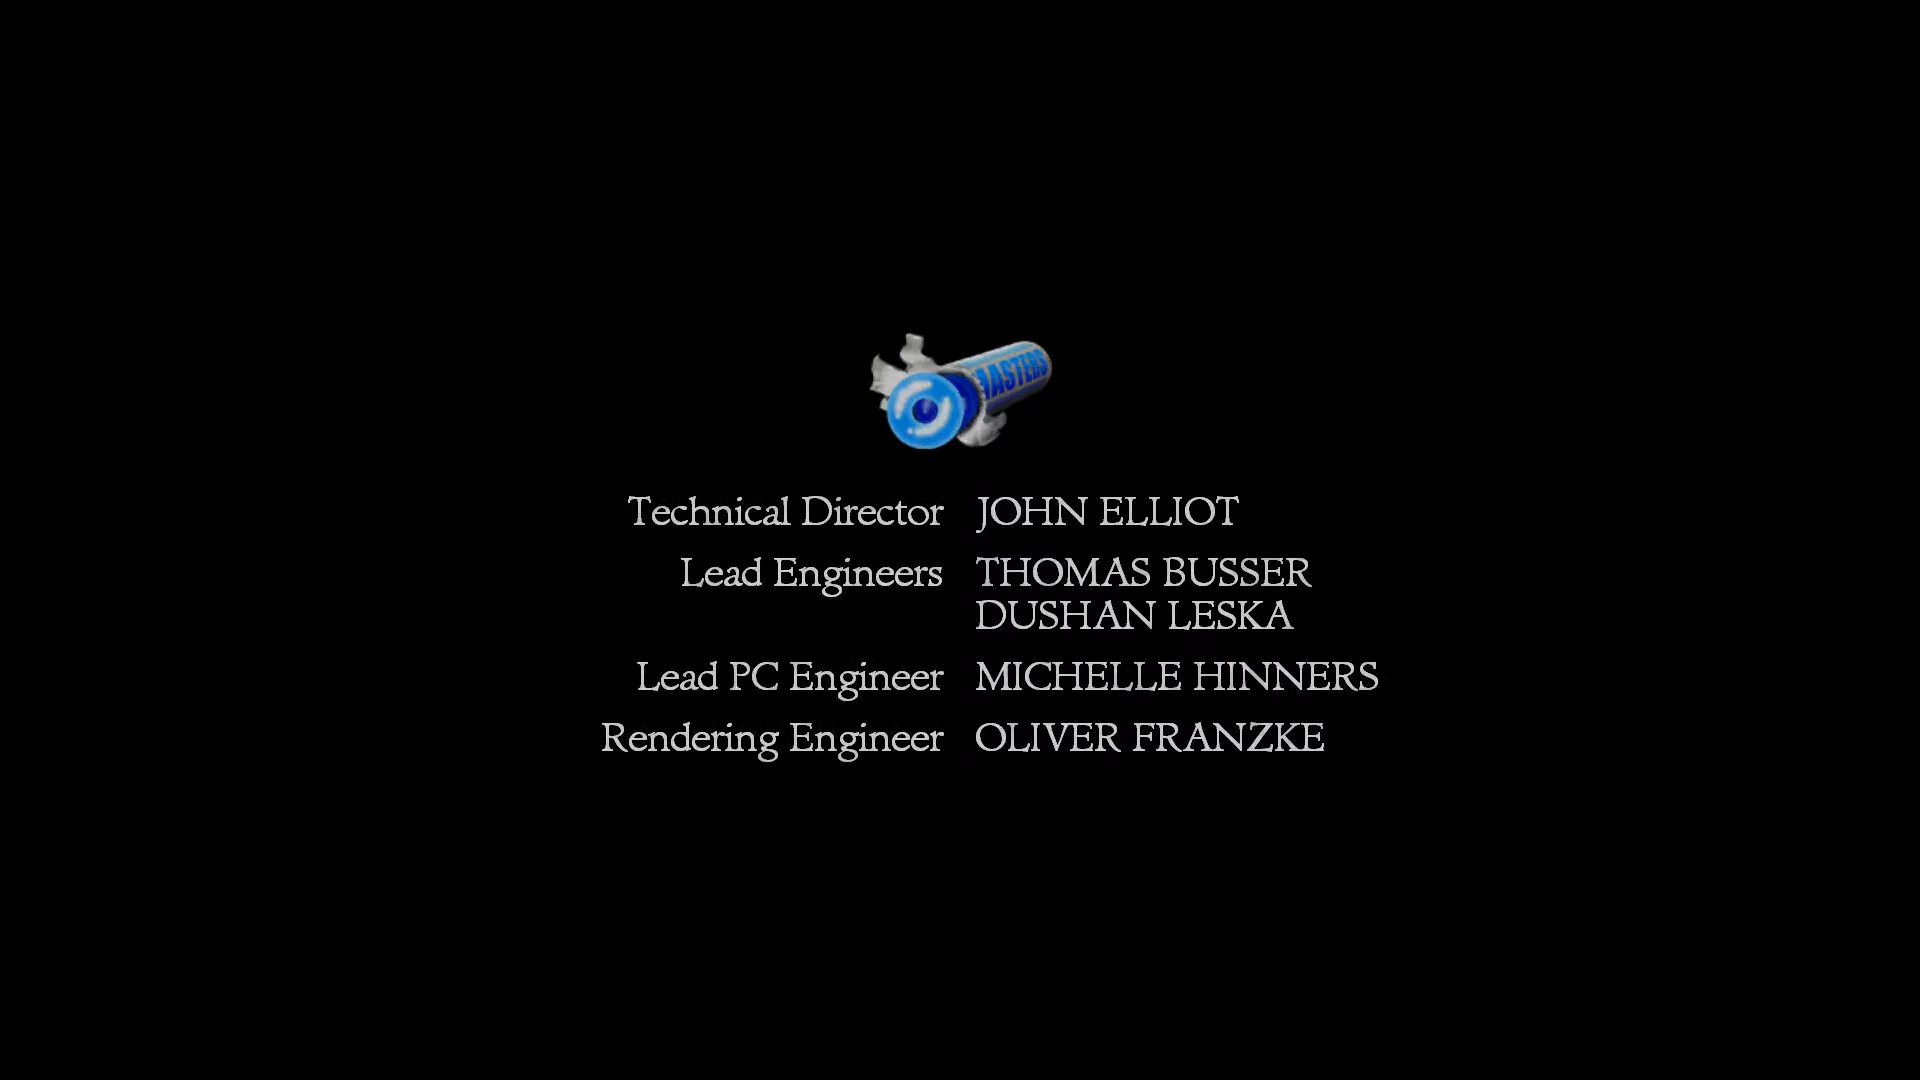 MASTERS
Technical Director JOHN ELLIOT
Lead Engineers THOMAS BUSSER
DUSHAN LESKA
Lead PC Engineer MICHELLE HINNERS
Rendering Engineer OLIVER FRANZKE